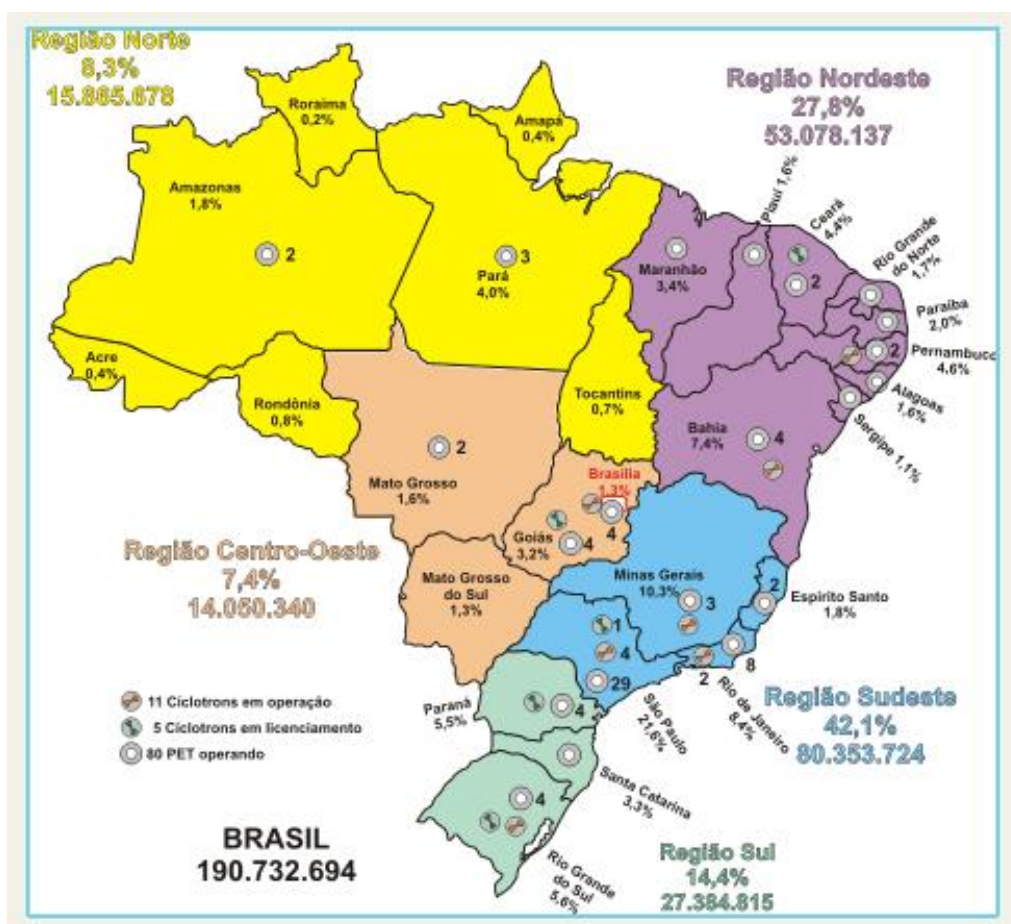 Região Norte
8,3%
15.865.678
Região Nordeste
27,8%
53.078.137
Roraima
0,2%
Amapá
0,4%
Amazonas
1,8%
2
Pará
4,0%
3
Acre
0,4%
Rondônia
0,8%
Tocantins
0,7%
Maranhão
3,4%
Piauí 1,6%
Ceará
4,4%
2
Rio Grande
do Norte
1,7%
Paraíba
2,0%
2
Pernambuco
4,6%
Alagoas
1,6%
Sergipe 1,1%
Bahia
7,4%
4
Mato Grosso
1,6%
2
Brasília
1,3%
4
Goiás
3,2%
4
Região Centro-Oeste
7,4%
14.050.340
Mato Grosso
do Sul
1,3%
Minas Gerais
10,3%
3
2
Espirito Santo
1,8%
1
4
29
São Paulo
21,6%
2
8
Rio de Janeiro
8,4%
Região Sudeste
42,1%
80.353.724
Paraná
5,5%
4
Santa Catarina
3,3%
4
Rio Grande
do Sul
5,6%
Região Sul
14,4%
27.384.815
11 Cíclotrons em operação
5 Cíclotrons em licenciamento
80 PET operando
BRASIL
190.732.694